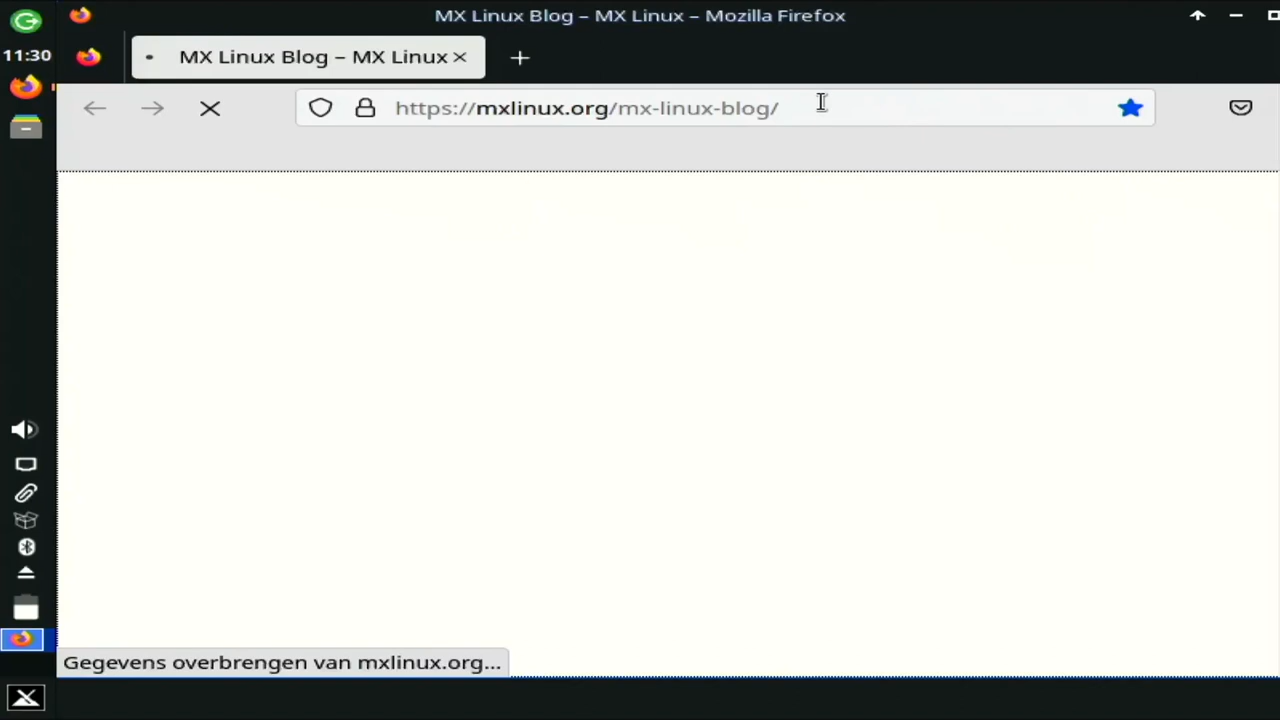 MX Linux Blog – MX Linux – Mozilla Firefox
11:30
MX Linux Blog – MX Linux
https://mxlinux.org/mx-linux-blog/
Gegevens overbrengen van mxlinux.org...